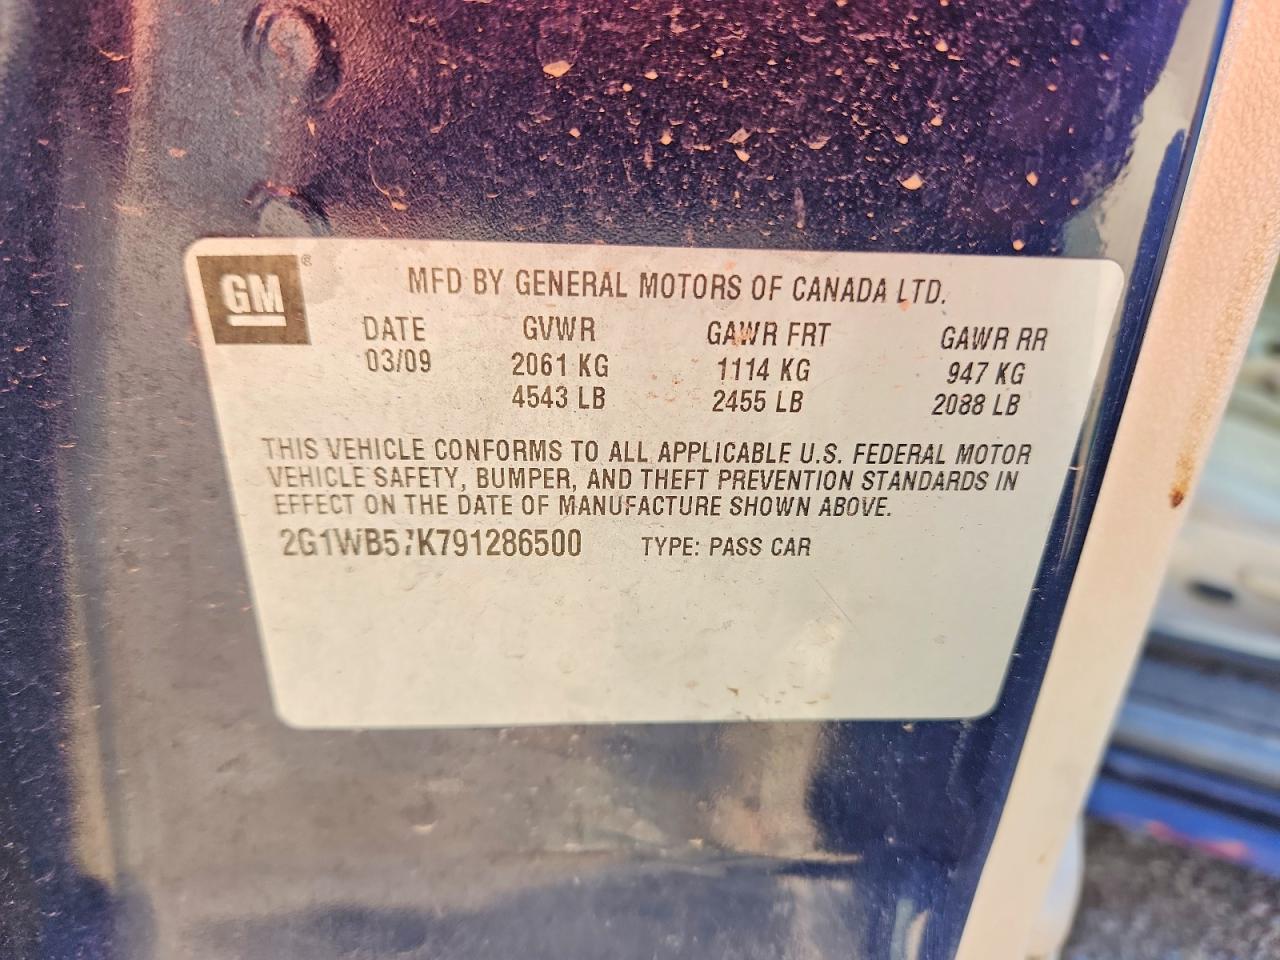 GM®
MFD BY GENERAL MOTORS OF CANADA LTD.
DATE GVWR GAWR FRT GAWR RR
03/09 2061 KG 1114 KG 947 KG
4543 LB 2455 LB 2088 LB
THIS VEHICLE CONFORMS TO ALL APPLICABLE U.S. FEDERAL MOTOR
VEHICLE SAFETY, BUMPER, AND THEFT PREVENTION STANDARDS IN
EFFECT ON THE DATE OF MANUFACTURE SHOWN ABOVE.
2G1WB57K791286500 TYPE: PASS CAR